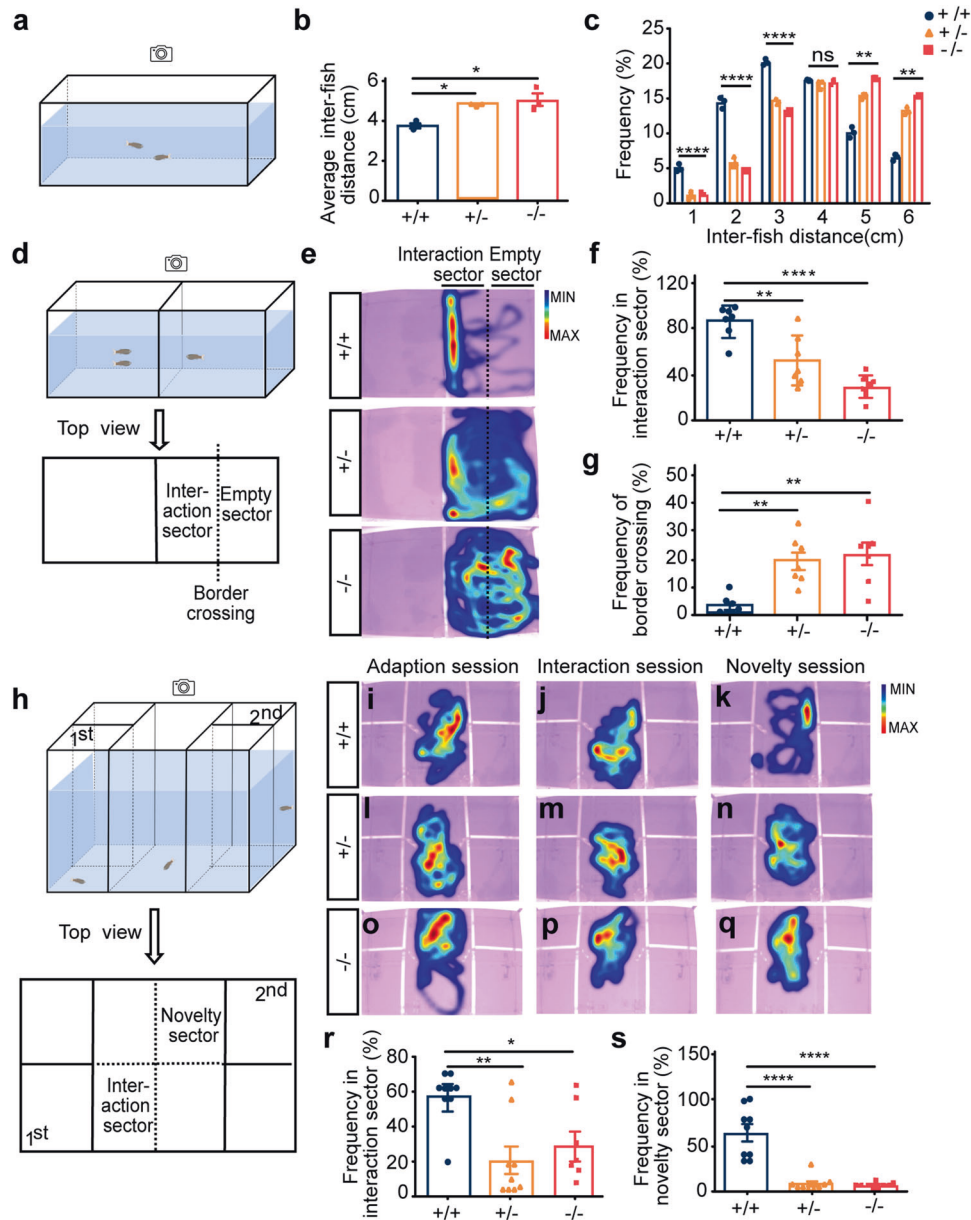 a
b
Average inter-fish
distance (cm)
6
4
2
0
*
*
+/+
+/-
-/-
c
Frequency (%)
25
20
15
10
5
0
****
****
****
ns
**
**
+/+
+/-
-/-
1 2 3 4 5 6
Inter-fish distance(cm)
d
Top view
Inter-
action
sector
Empty
sector
Border
crossing
e
Interaction Empty
sector sector
MIN
MAX
+/+
+/-
-/-
f
Frequency in
interaction sector (%)
120
80
40
0
****
**
+/+ +/- -/-
g
Frequency of
border crossing (%)
50
40
30
20
10
0
**
**
+/+ +/- -/-
h
1st
2nd
Top view
2nd
Novelty
sector
Inter-
action
sector
1st
Adaption session Interaction session Novelty session
i j k
MIN
MAX
+/+
l m n
+/-
o p q
-/-
r
Frequency in
interaction sector (%)
80
60
40
20
0
*
**
+/+ +/- -/-
s
Frequency in
novelty sector (%)
150
100
50
0
****
****
+/+ +/- -/-